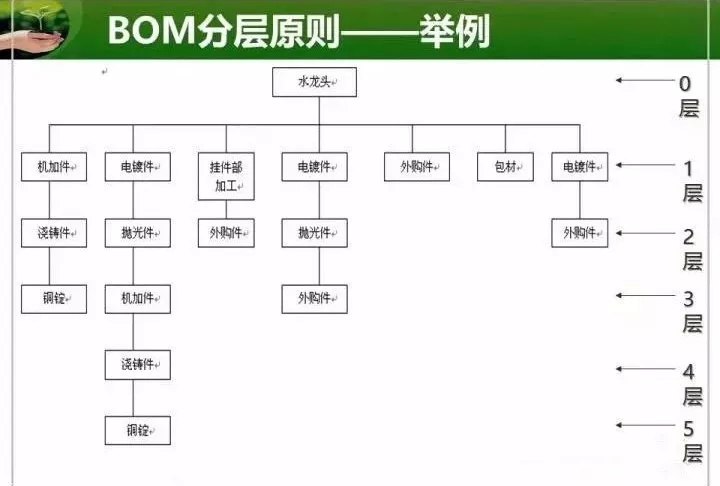 BOM分层原则——举例
水龙头
0
层
机加件
电镀件
挂件部
加工
电镀件
外购件
包材
电镀件
1
层
浇铸件
抛光件
外购件
抛光件
外购件
2
层
铜锭
机加件
外购件
3
层
浇铸件
4
层
铜锭
5
层